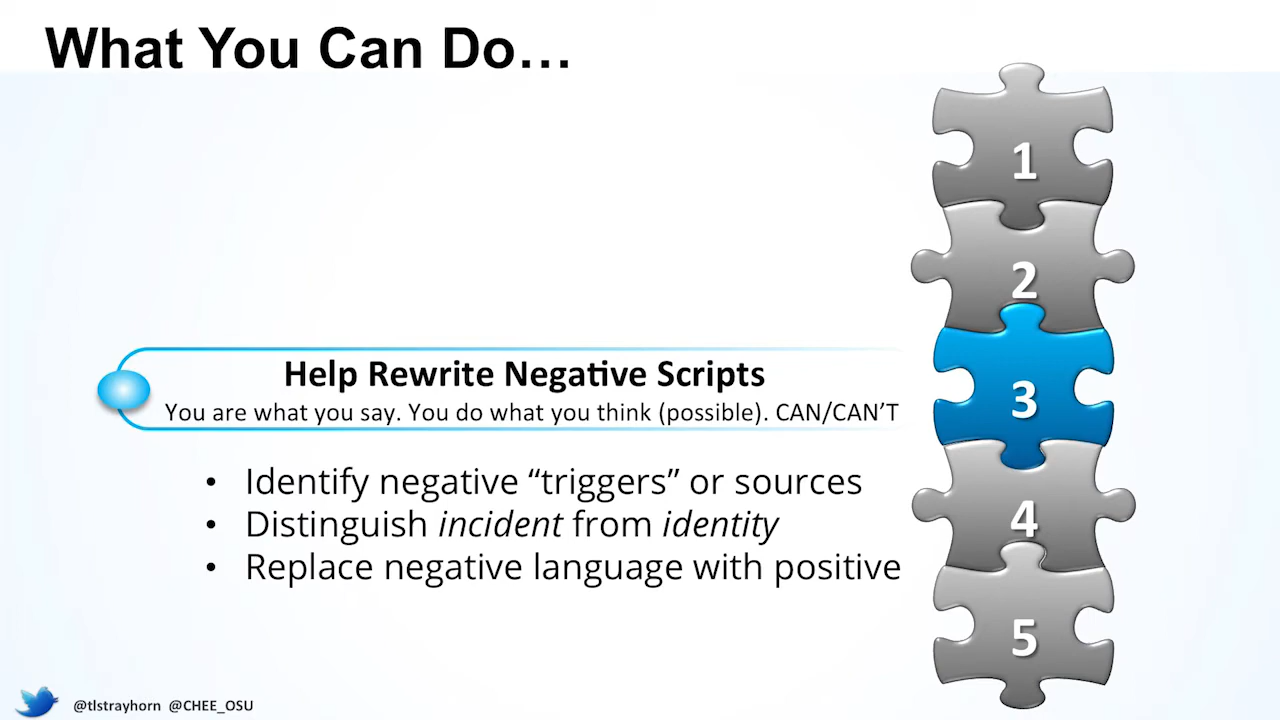 What You Can Do…
1
2
3
Help Rewrite Negative Scripts
You are what you say. You do what you think (possible). CAN/CAN’T
• Identify negative “triggers” or sources
• Distinguish incident from identity
• Replace negative language with positive
4
5
@tlstrayhorn @CHEE_OSU